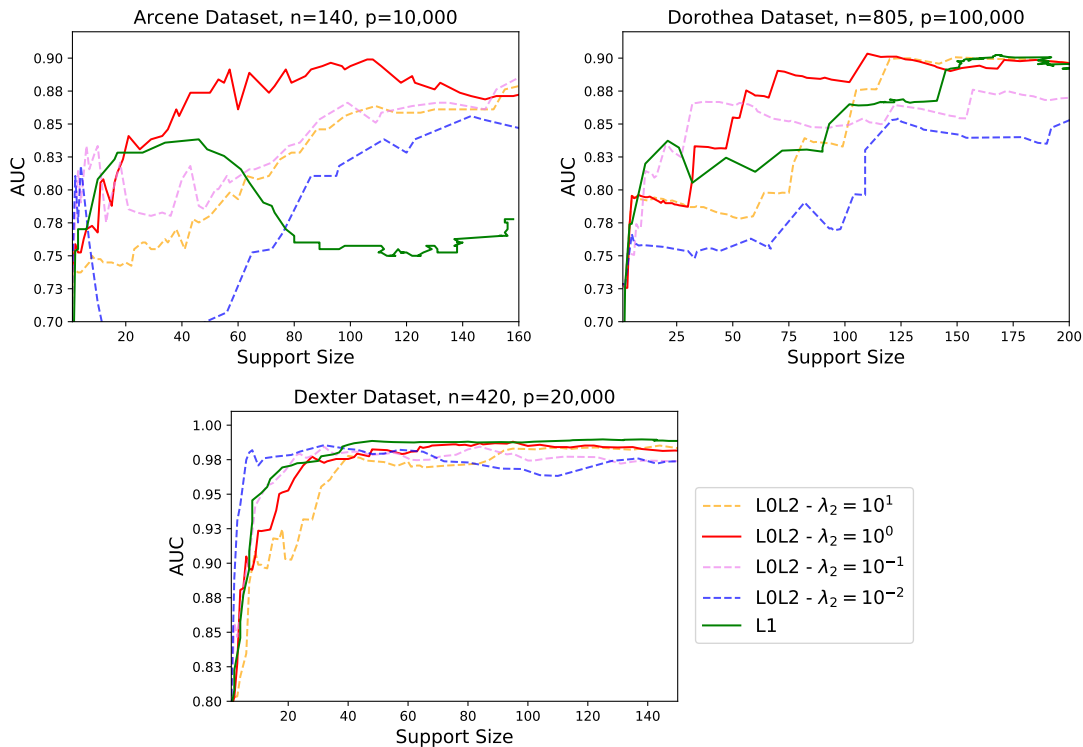 Arcene Dataset, n=140, p=10,000
0.90
0.88
0.85
0.83
0.80
0.78
0.75
0.73
0.70
AUC
20 40 60 80 100 120 140 160
Support Size
Dorothea Dataset, n=805, p=100,000
0.90
0.88
0.85
0.83
0.80
0.78
0.75
0.73
0.70
AUC
25 50 75 100 125 150 175 200
Support Size
Dexter Dataset, n=420, p=20,000
1.00
0.98
0.95
0.93
0.90
0.88
0.85
0.83
0.80
AUC
20 40 60 80 100 120 140
Support Size
L0L2 - λ₂ = 10¹
L0L2 - λ₂ = 10⁰
L0L2 - λ₂ = 10⁻¹
L0L2 - λ₂ = 10⁻²
L1